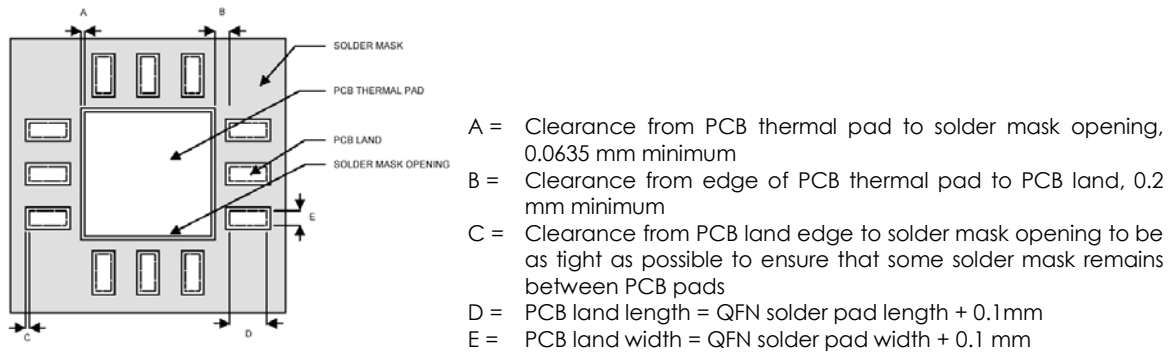 A
B
SOLDER MASK
PCB THERMAL PAD
PCB LAND
SOLDER MASK OPENING
E
C
D
A = Clearance from PCB thermal pad to solder mask opening,
0.0635 mm minimum
B = Clearance from edge of PCB thermal pad to PCB land, 0.2
mm minimum
C = Clearance from PCB land edge to solder mask opening to be
as tight as possible to ensure that some solder mask remains
between PCB pads
D = PCB land length = QFN solder pad length + 0.1mm
E = PCB land width = QFN solder pad width + 0.1 mm